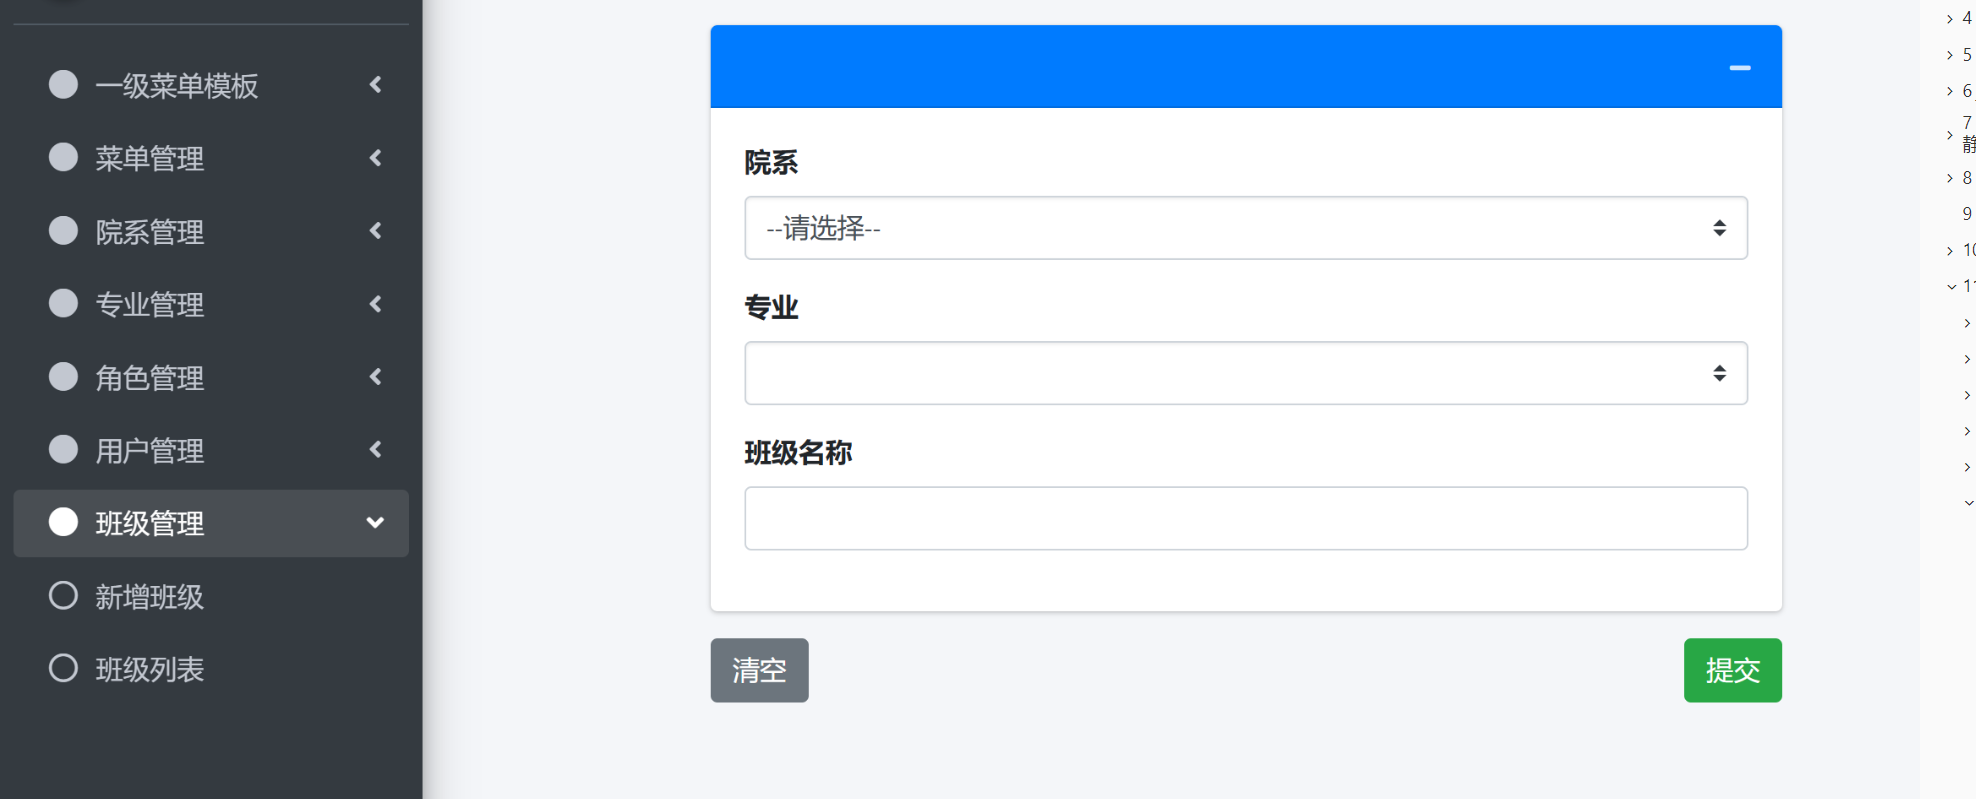 一级菜单模板
菜单管理
院系管理
专业管理
角色管理
用户管理
班级管理
新增班级
班级列表
院系
--请选择--
专业
班级名称
清空
提交
4
5
6
7
静
8
9
10
11